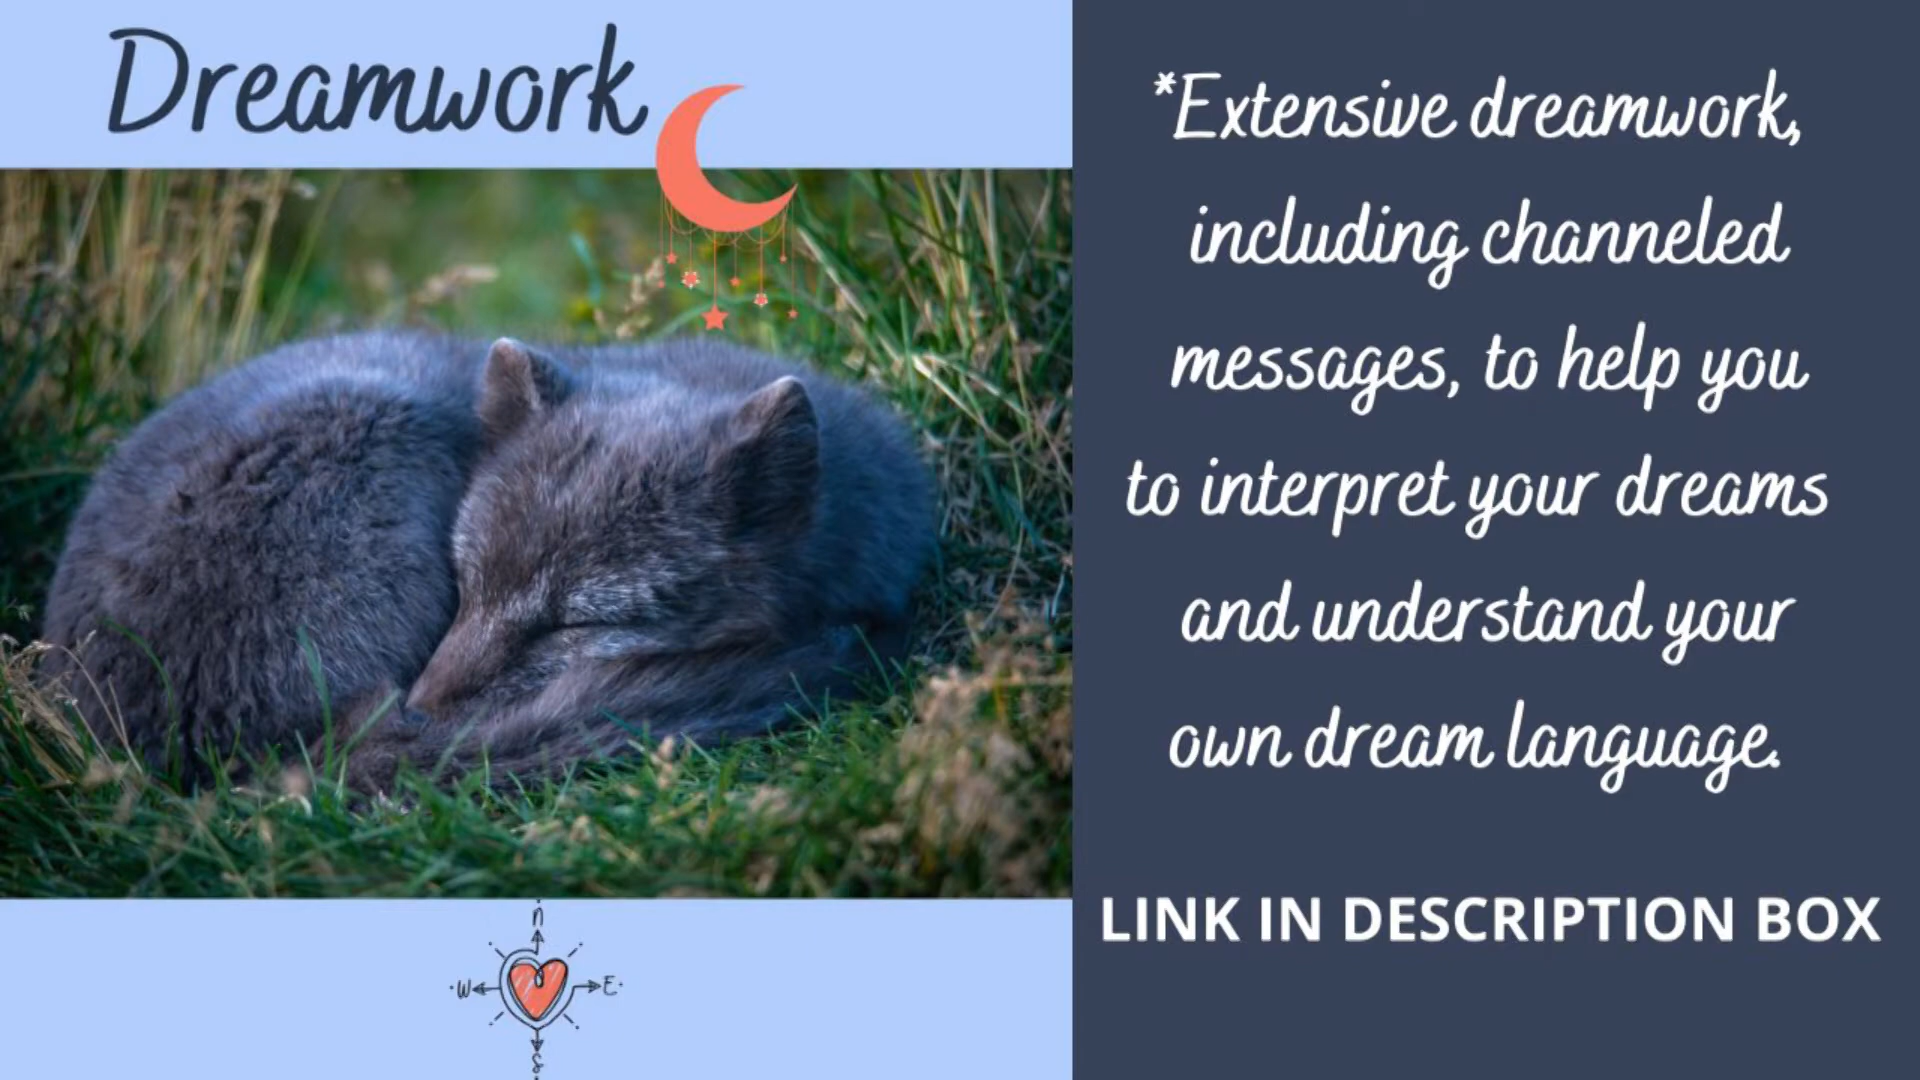 Dreamwork
*Extensive dreamwork,
including channeled
messages, to help you
to interpret your dreams
and understand your
own dream language.
LINK IN DESCRIPTION BOX
n
W E
S